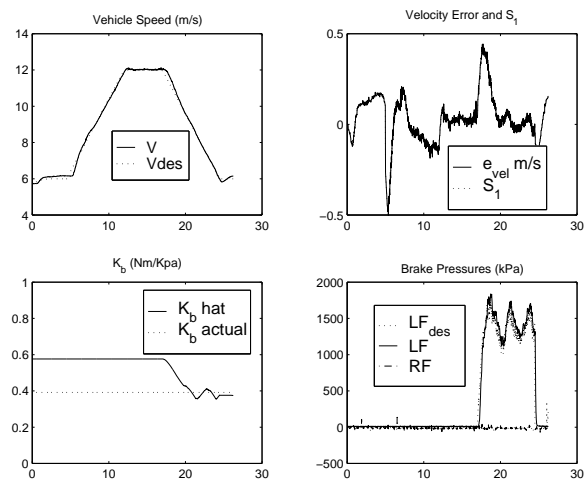 Vehicle Speed (m/s)
14
12
10
8
6
4
0 10 20 30
V
Vdes
Velocity Error and S1
0.5
0
−0.5
0 10 20 30
e_vel m/s
S1
Kb (Nm/Kpa)
1
0.8
0.6
0.4
0.2
0
0 10 20 30
Kb hat
Kb actual
Brake Pressures (kPa)
2000
1500
1000
500
0
−500
0 10 20 30
LFdes
LF
RF